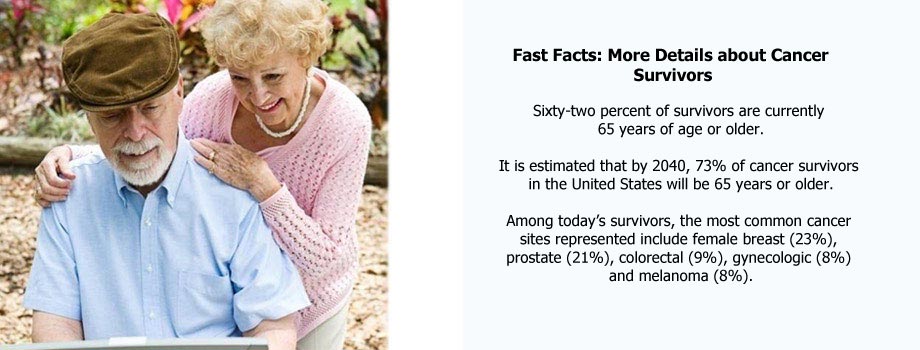 Fast Facts: More Details about Cancer
Survivors
Sixty-two percent of survivors are currently
65 years of age or older.
It is estimated that by 2040, 73% of cancer survivors
in the United States will be 65 years or older.
Among today’s survivors, the most common cancer
sites represented include female breast (23%),
prostate (21%), colorectal (9%), gynecologic (8%)
and melanoma (8%).